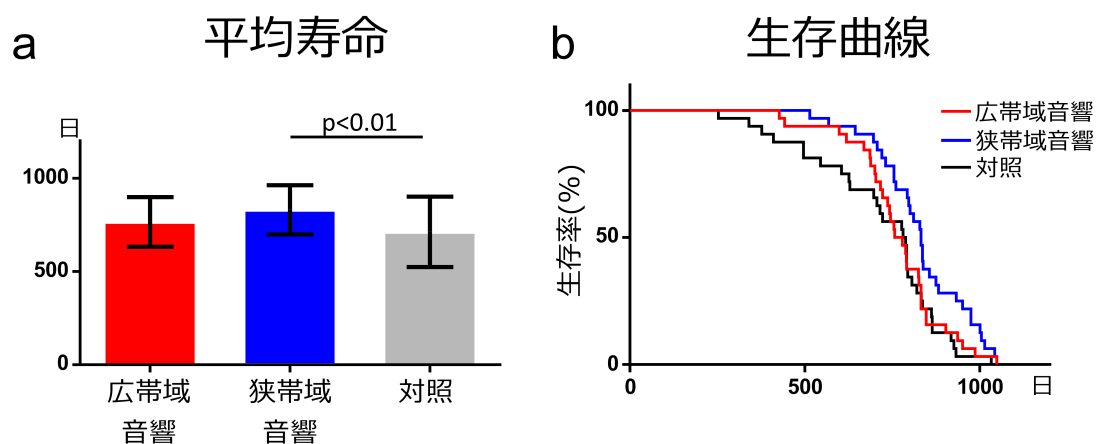 a
平均寿命
日
p<0.01
1000
500
0
広帯域
音響
狭帯域
音響
対照
b
生存曲線
広帯域音響
狭帯域音響
対照
生存率(%)
100
50
0
0
500
1000
日